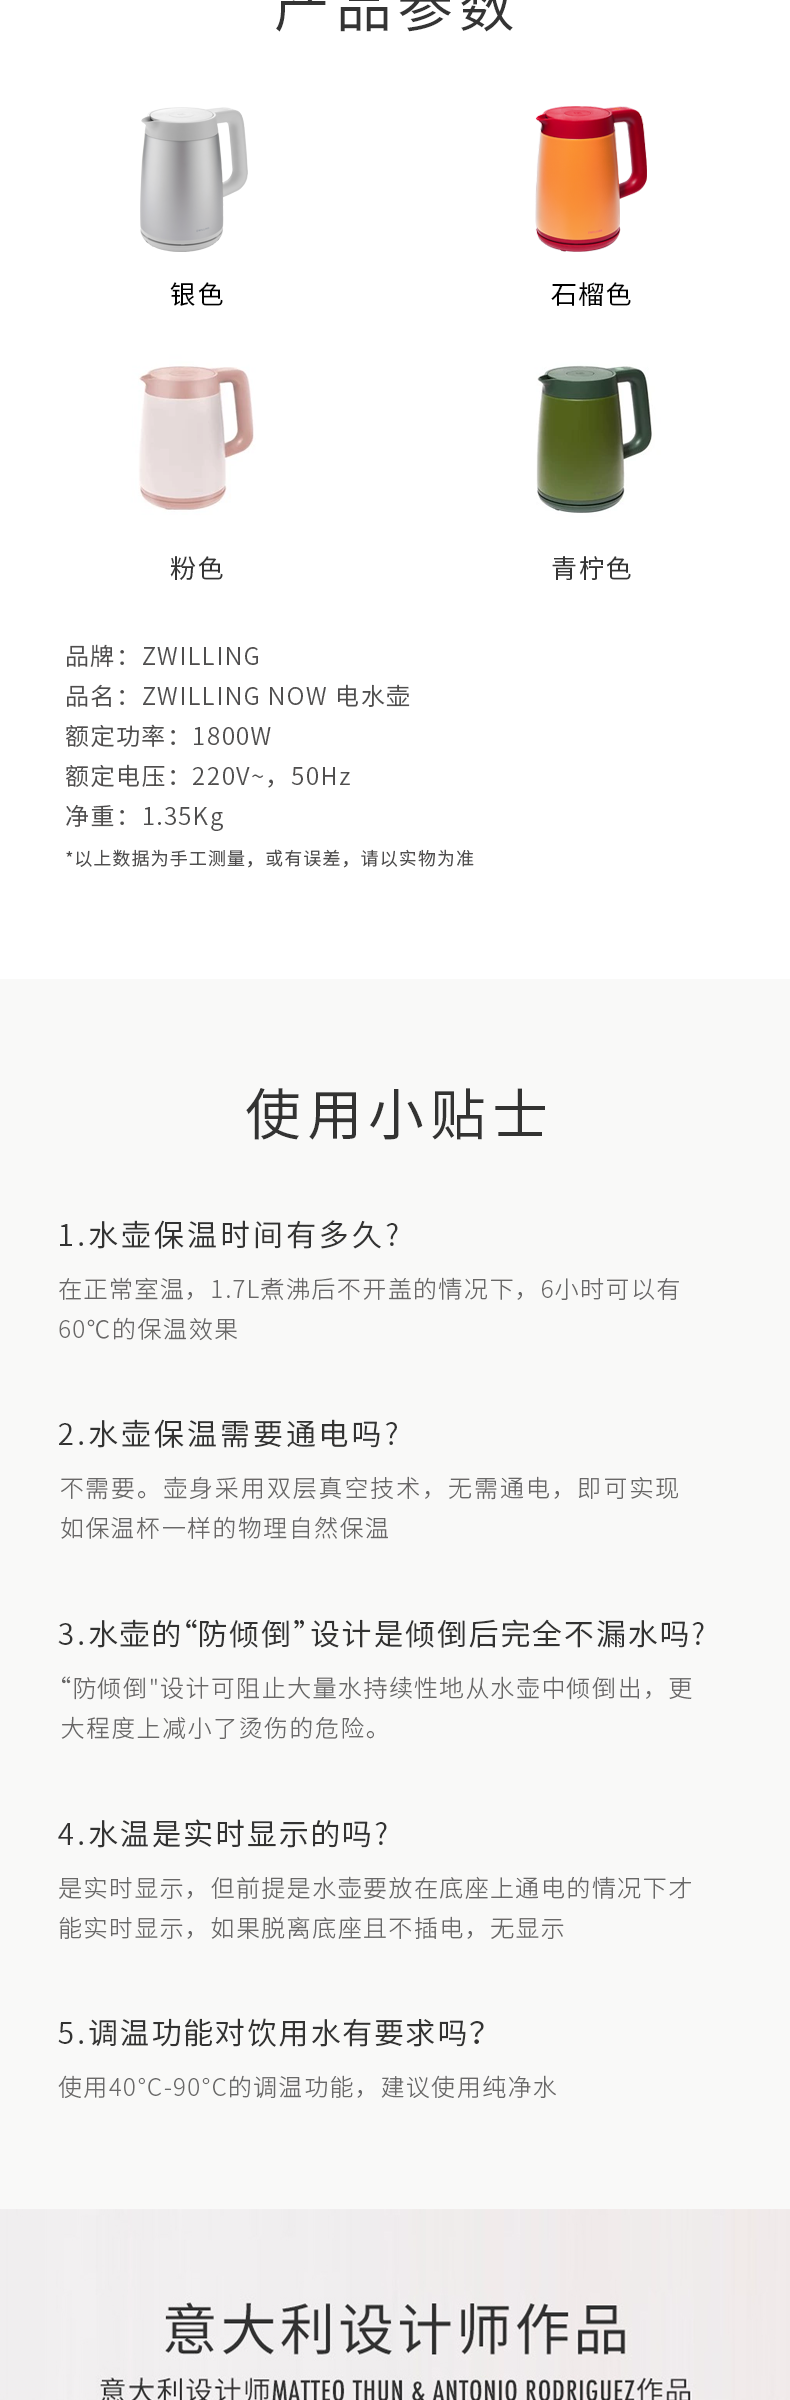 产品参数
银色
石榴色
粉色
青柠色
品牌：ZWILLING
品名：ZWILLING NOW 电水壶
额定功率：1800W
额定电压：220V~，50Hz
净重：1.35Kg
*以上数据为手工测量，或有误差，请以实物为准
使用小贴士
1.水壶保温时间有多久?
在正常室温，1.7L煮沸后不开盖的情况下，6小时可以有
60℃的保温效果
2.水壶保温需要通电吗?
不需要。壶身采用双层真空技术，无需通电，即可实现
如保温杯一样的物理自然保温
3.水壶的“防倾倒”设计是倾倒后完全不漏水吗?
“防倾倒"设计可阻止大量水持续性地从水壶中倾倒出，更
大程度上减小了烫伤的危险。
4.水温是实时显示的吗?
是实时显示，但前提是水壶要放在底座上通电的情况下才
能实时显示，如果脱离底座且不插电，无显示
5.调温功能对饮用水有要求吗？
使用40°C-90°C的调温功能，建议使用纯净水
意大利设计师作品
意大利设计师MATTEO THUN & ANTONIO RODRIGUEZ作品